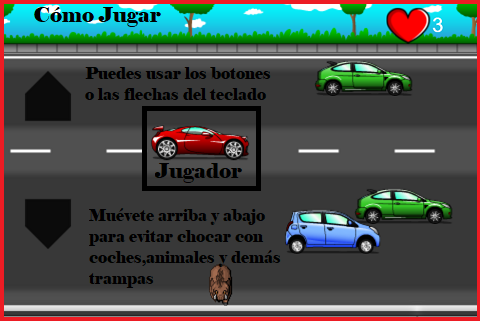 Cómo Jugar
3
Puedes usar los botones
o las flechas del teclado
Jugador
Muévete arriba y abajo
para evitar chocar con
coches,animales y demás
trampas